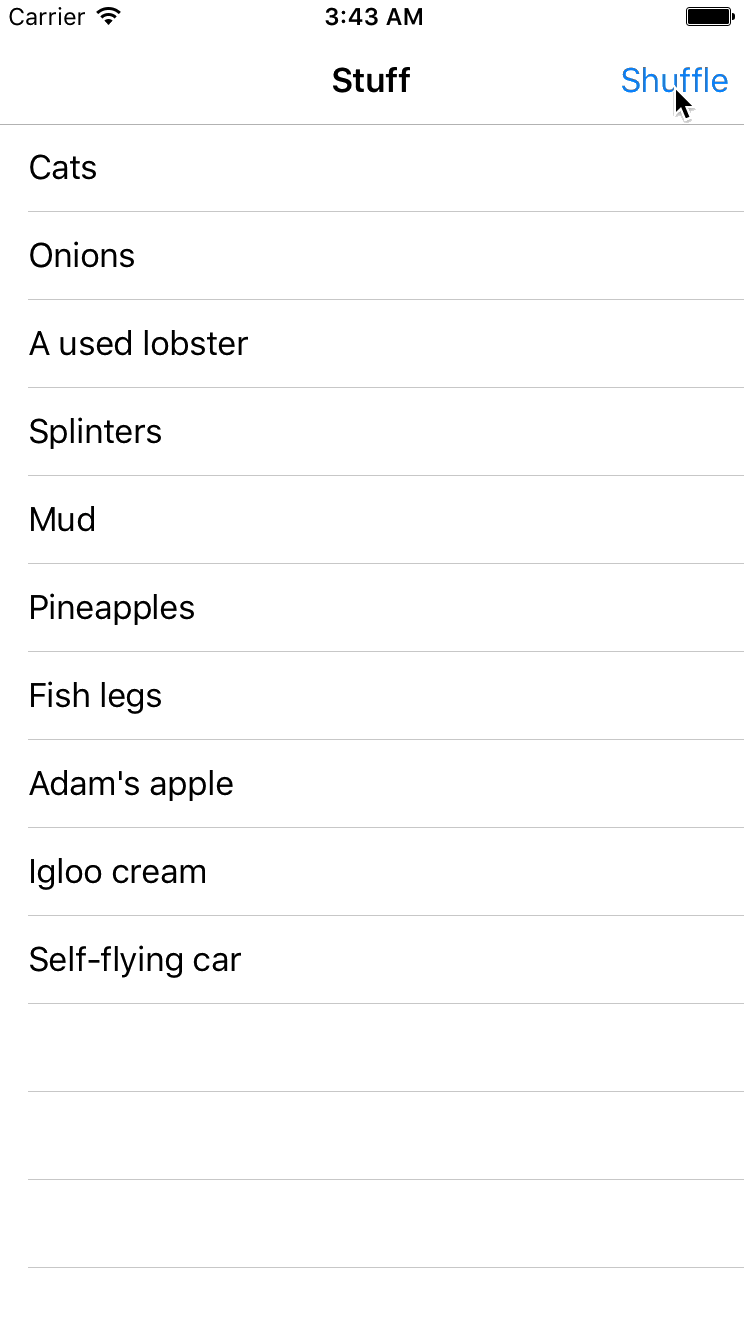 Carrier 3:43 AM
Stuff Shuffle
Cats
Onions
A used lobster
Splinters
Mud
Pineapples
Fish legs
Adam's apple
Igloo cream
Self-flying car